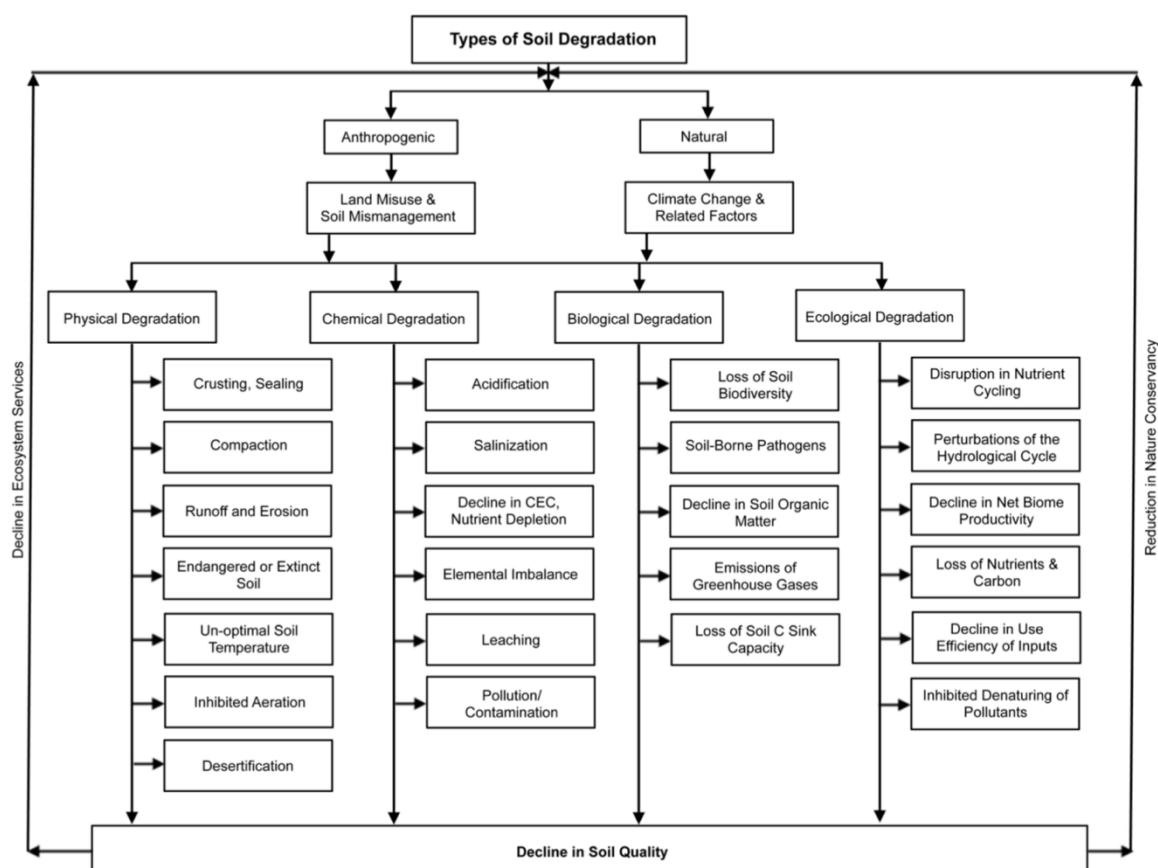 Types of Soil Degradation
Anthropogenic
Natural
Land Misuse &
Soil Mismanagement
Climate Change &
Related Factors
Physical Degradation
Chemical Degradation
Biological Degradation
Ecological Degradation
Crusting, Sealing
Compaction
Runoff and Erosion
Endangered or Extinct
Soil
Un-optimal Soil
Temperature
Inhibited Aeration
Desertification
Acidification
Salinization
Decline in CEC,
Nutrient Depletion
Elemental Imbalance
Leaching
Pollution/
Contamination
Loss of Soil
Biodiversity
Soil-Borne Pathogens
Decline in Soil Organic
Matter
Emissions of
Greenhouse Gases
Loss of Soil C Sink
Capacity
Disruption in Nutrient
Cycling
Perturbations of the
Hydrological Cycle
Decline in Net Biome
Productivity
Loss of Nutrients &
Carbon
Decline in Use
Efficiency of Inputs
Inhibited Denaturing of
Pollutants
Decline in Ecosystem Services
Reduction in Nature Conservancy
Decline in Soil Quality